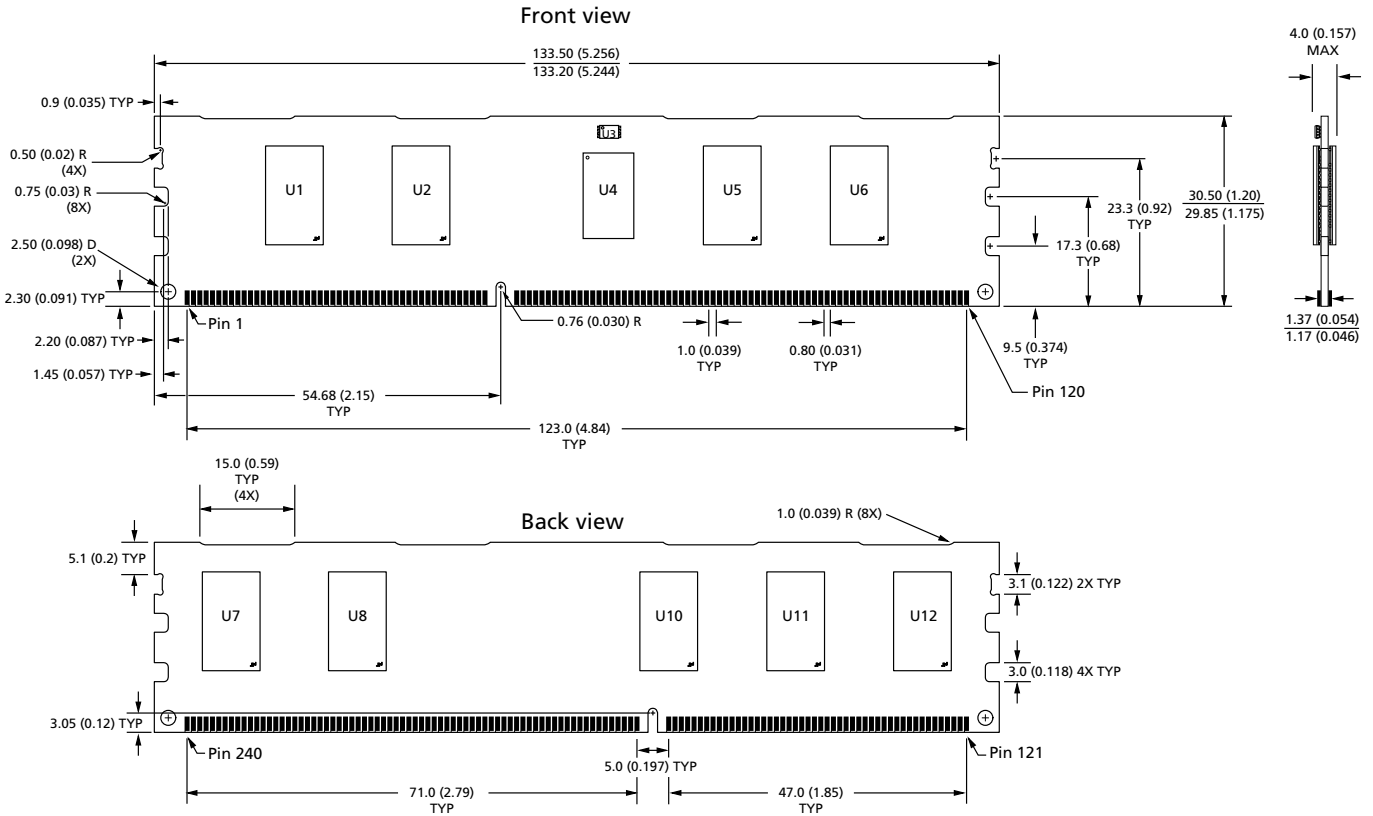 Front view
133.50 (5.256)
133.20 (5.244)
4.0 (0.157)
MAX
0.9 (0.035) TYP
0.50 (0.02) R
(4X)
0.75 (0.03) R
(8X)
2.50 (0.098) D
(2X)
2.30 (0.091) TYP
2.20 (0.087) TYP
1.45 (0.057) TYP
U1
U2
U3
U4
U5
U6
23.3 (0.92)
TYP
30.50 (1.20)
29.85 (1.175)
17.3 (0.68)
TYP
Pin 1
0.76 (0.030) R
1.0 (0.039)
TYP
0.80 (0.031)
TYP
9.5 (0.374)
TYP
1.37 (0.054)
1.17 (0.046)
Pin 120
54.68 (2.15)
TYP
123.0 (4.84)
TYP
15.0 (0.59)
TYP
(4X)
Back view
1.0 (0.039) R (8X)
5.1 (0.2) TYP
3.1 (0.122) 2X TYP
U7
U8
U10
U11
U12
3.0 (0.118) 4X TYP
3.05 (0.12) TYP
Pin 240
Pin 121
5.0 (0.197) TYP
71.0 (2.79)
TYP
47.0 (1.85)
TYP